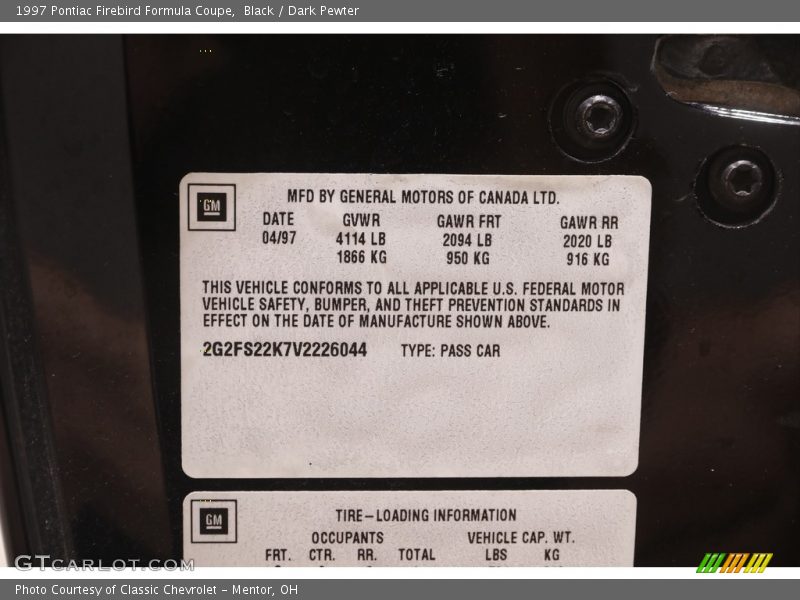 1997 Pontiac Firebird Formula Coupe, Black / Dark Pewter
GM
MFD BY GENERAL MOTORS OF CANADA LTD.
DATE GVWR GAWR FRT GAWR RR
04/97 4114 LB 2094 LB 2020 LB
1866 KG 950 KG 916 KG
THIS VEHICLE CONFORMS TO ALL APPLICABLE U.S. FEDERAL MOTOR
VEHICLE SAFETY, BUMPER, AND THEFT PREVENTION STANDARDS IN
EFFECT ON THE DATE OF MANUFACTURE SHOWN ABOVE.
2G2FS22K7V2226044 TYPE: PASS CAR
GM
TIRE-LOADING INFORMATION
OCCUPANTS VEHICLE CAP. WT.
FRT. CTR. RR. TOTAL LBS KG
GTCARLOT.COM
Photo Courtesy of Classic Chevrolet - Mentor, OH